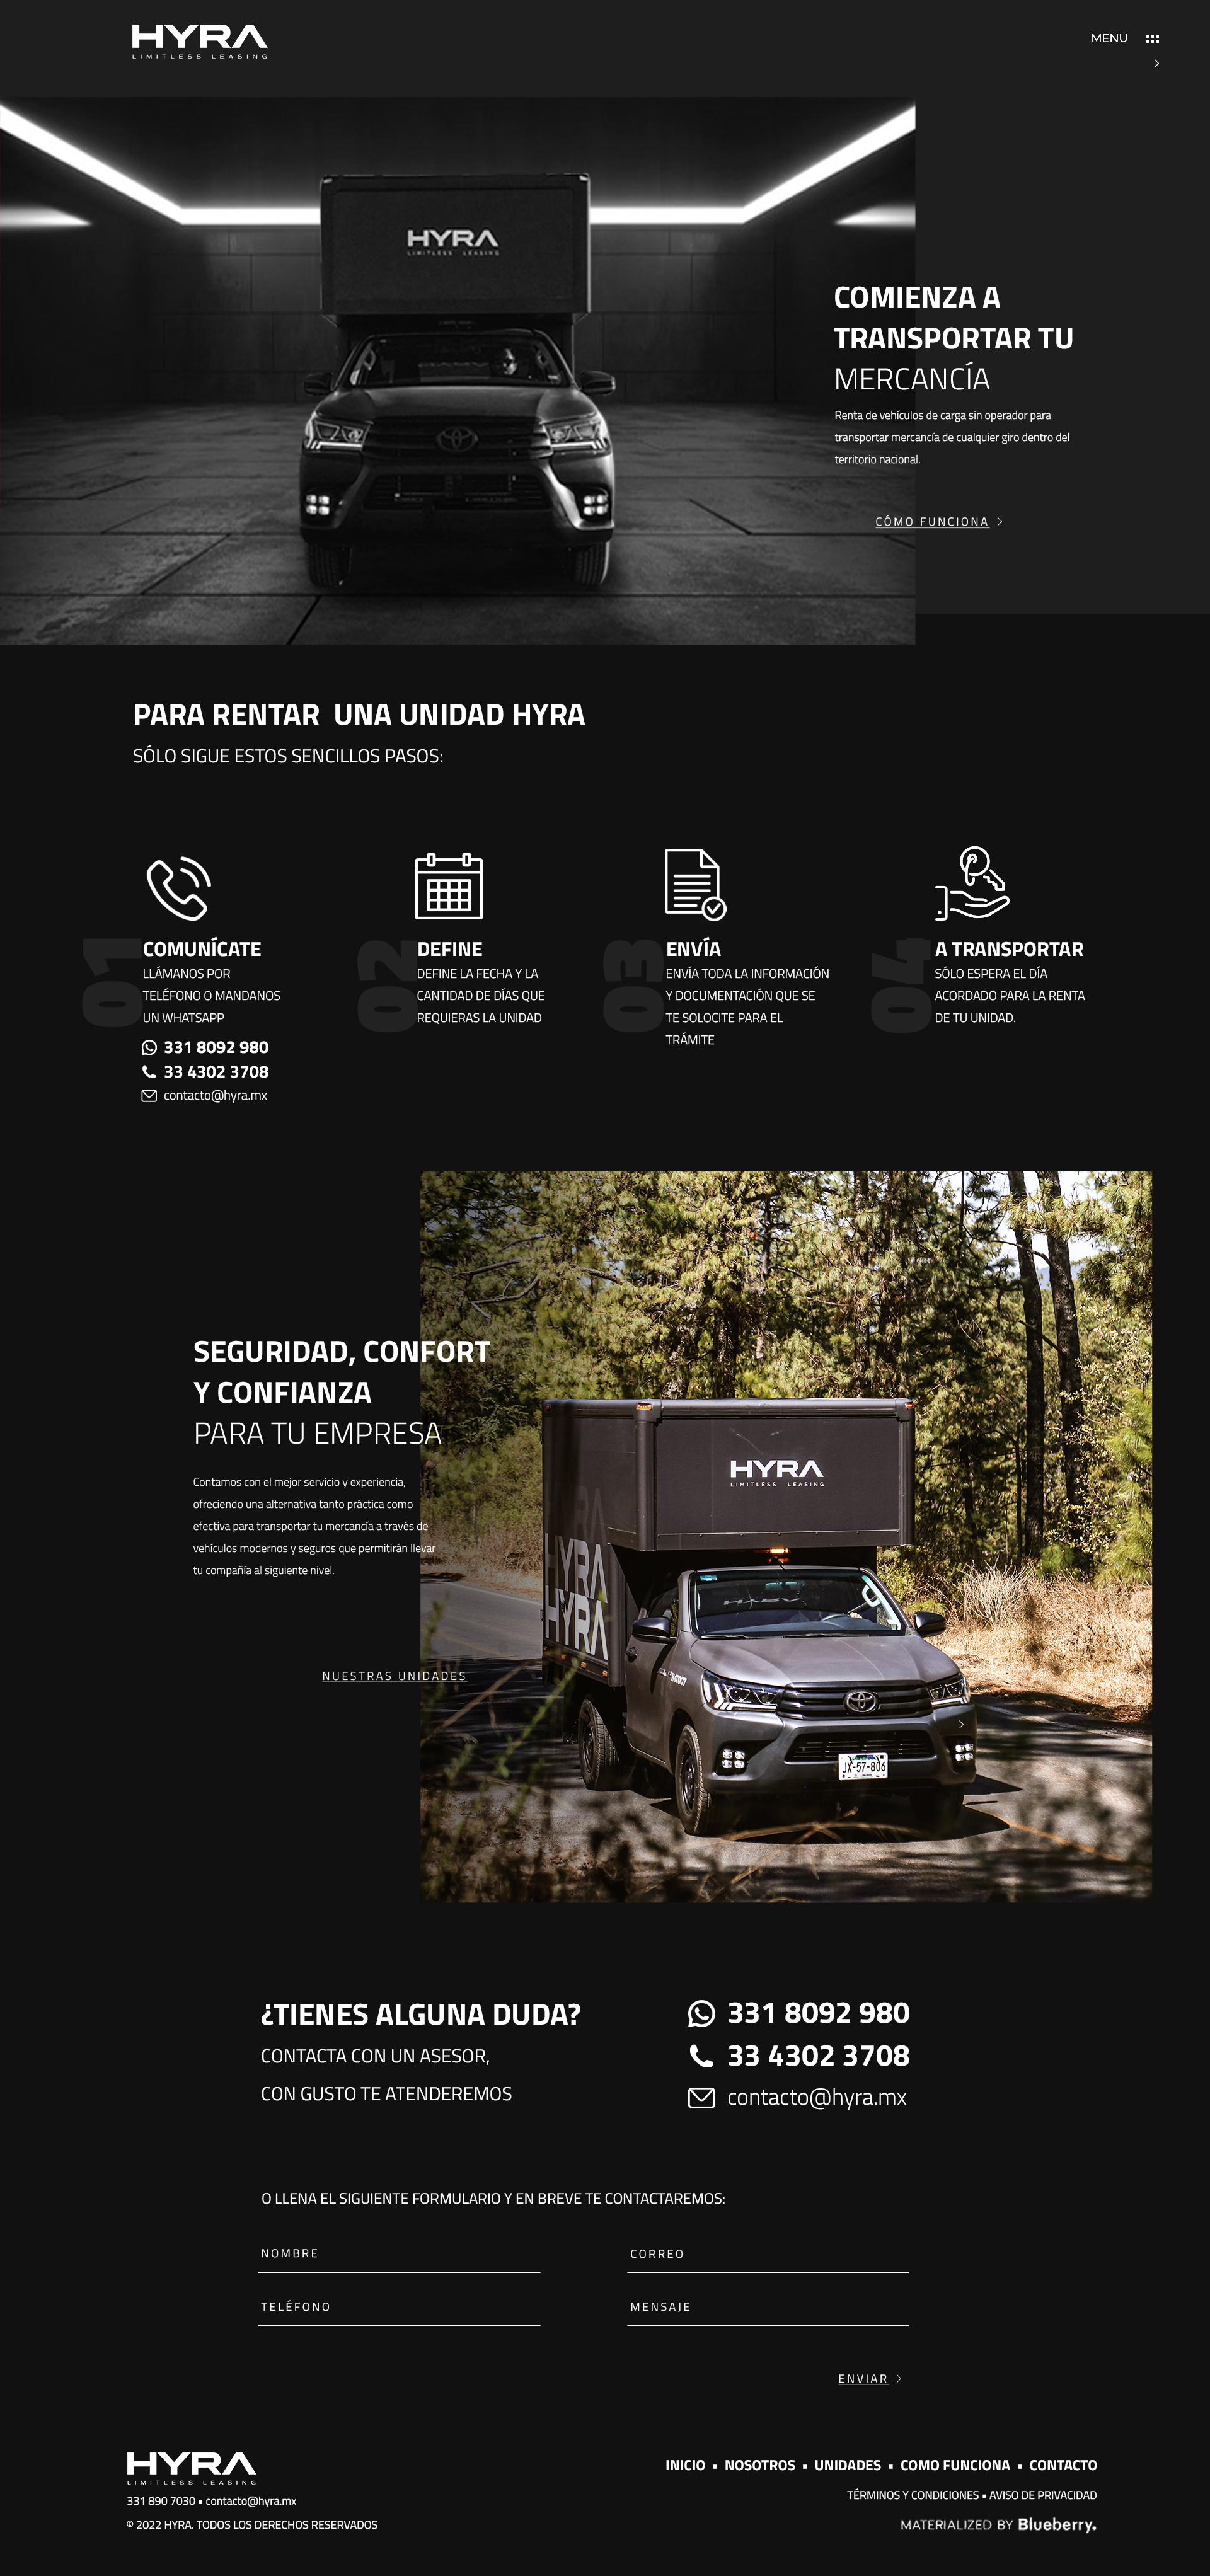 HYRA
LIMITLESS LEASING
MENU
HYRA
LIMITLESS LEASING
COMIENZA A
TRANSPORTAR TU
MERCANCÍA
Renta de vehículos de carga sin operador para
transportar mercancía de cualquier giro dentro del
territorio nacional.
CÓMO FUNCIONA
PARA RENTAR UNA UNIDAD HYRA
SÓLO SIGUE ESTOS SENCILLOS PASOS:
01
COMUNÍCATE
LLÁMANOS POR
TELÉFONO O MANDANOS
UN WHATSAPP
331 8092 980
33 4302 3708
contacto@hyra.mx
02
DEFINE
DEFINE LA FECHA Y LA
CANTIDAD DE DÍAS QUE
REQUIERAS LA UNIDAD
03
ENVÍA
ENVÍA TODA LA INFORMACIÓN
Y DOCUMENTACIÓN QUE SE
TE SOLOCITE PARA EL
TRÁMITE
04
A TRANSPORTAR
SÓLO ESPERA EL DÍA
ACORDADO PARA LA RENTA
DE TU UNIDAD.
SEGURIDAD, CONFORT
Y CONFIANZA
PARA TU EMPRESA
Contamos con el mejor servicio y experiencia,
ofreciendo una alternativa tanto práctica como
efectiva para transportar tu mercancía a través de
vehículos modernos y seguros que permitirán llevar
tu compañía al siguiente nivel.
NUESTRAS UNIDADES
HYRA
LIMITLESS LEASING
HYRA
HYRA
JX-57-806
¿TIENES ALGUNA DUDA?
CONTACTA CON UN ASESOR,
CON GUSTO TE ATENDEREMOS
331 8092 980
33 4302 3708
contacto@hyra.mx
O LLENA EL SIGUIENTE FORMULARIO Y EN BREVE TE CONTACTAREMOS:
NOMBRE
CORREO
TELÉFONO
MENSAJE
ENVIAR
HYRA
LIMITLESS LEASING
331 890 7030 • contacto@hyra.mx
© 2022 HYRA. TODOS LOS DERECHOS RESERVADOS
INICIO • NOSOTROS • UNIDADES • COMO FUNCIONA • CONTACTO
TÉRMINOS Y CONDICIONES • AVISO DE PRIVACIDAD
MATERIALIZED BY Blueberry.